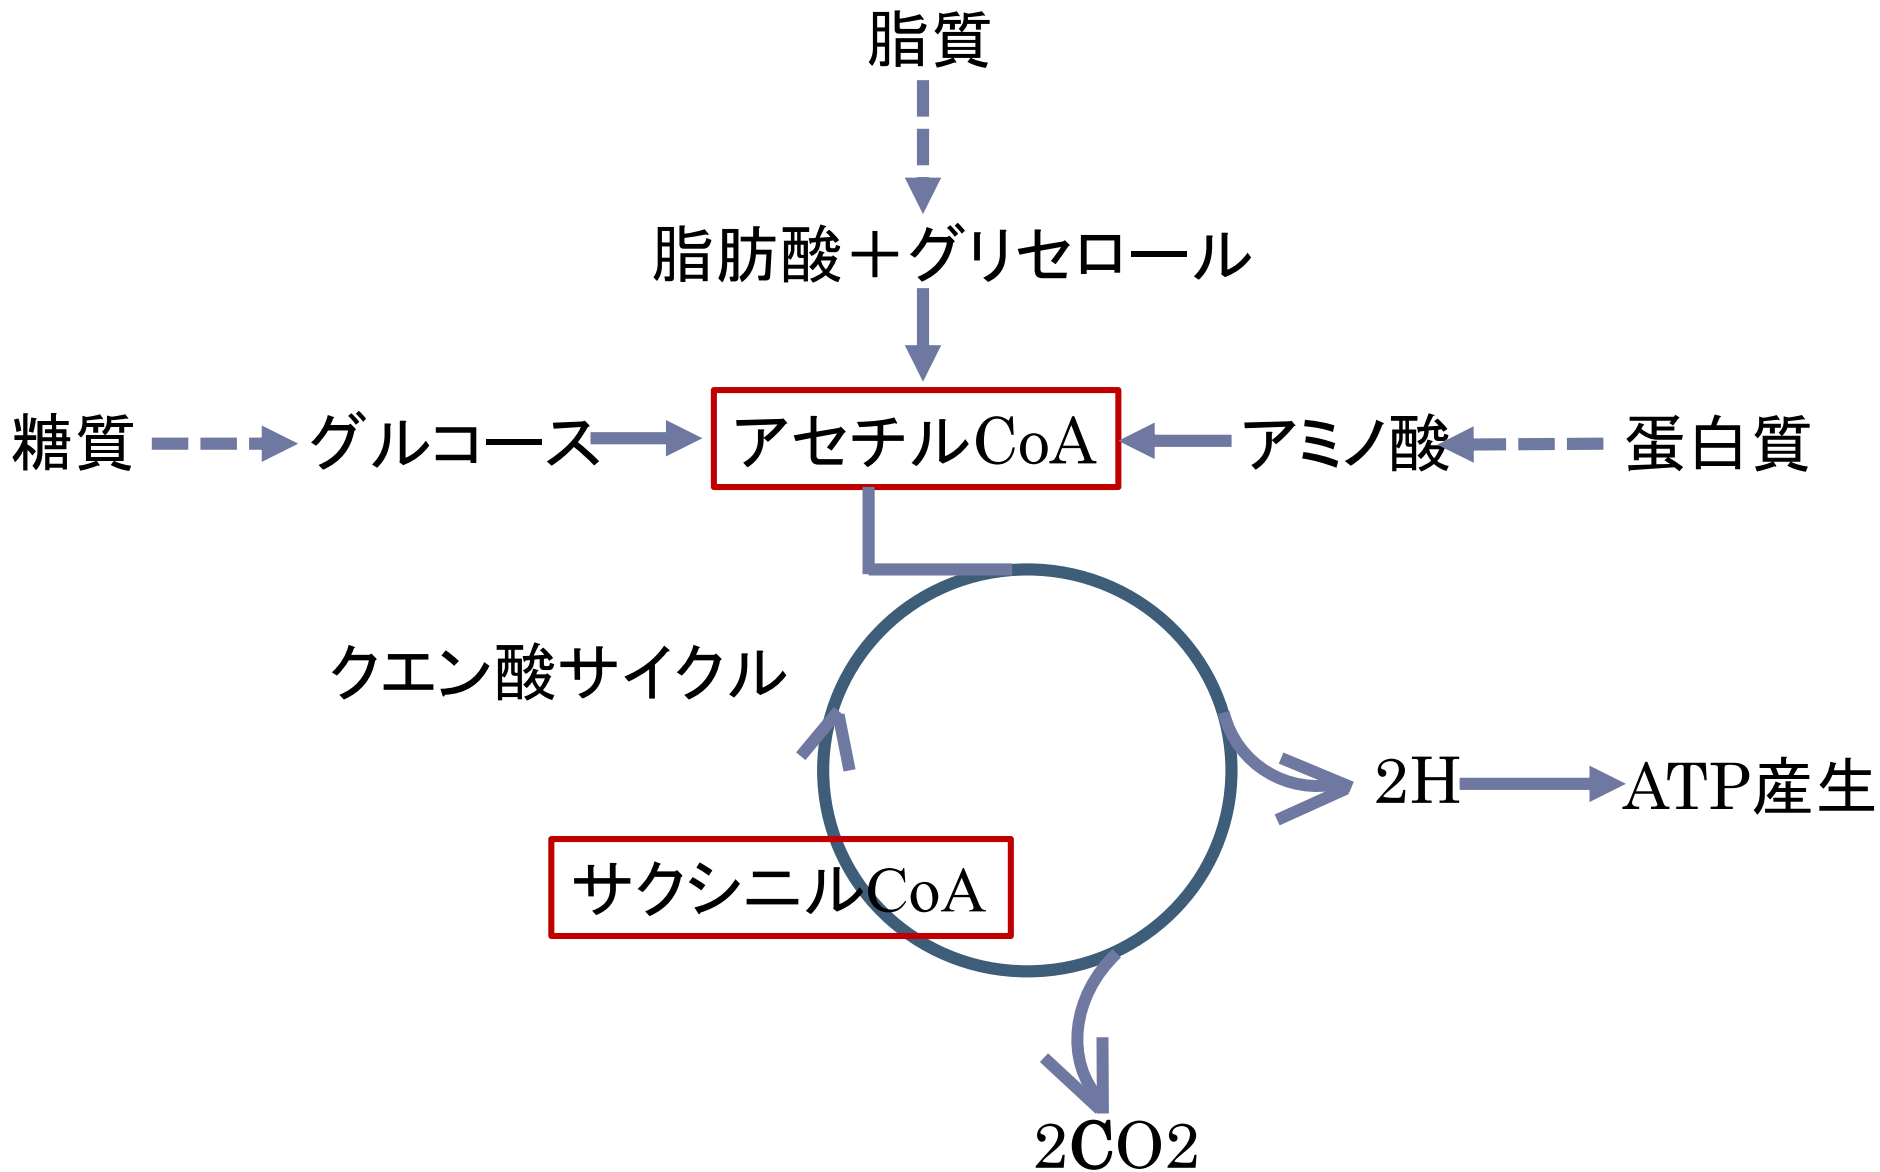 脂質
脂肪酸＋グリセロール
糖質
グルコース
アセチルCoA
アミノ酸
蛋白質
クエン酸サイクル
2H
ATP産生
サクシニルCoA
2CO2